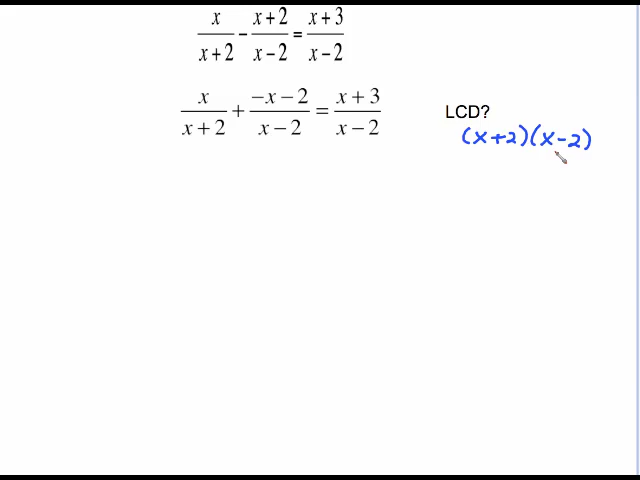 x/(x+2) − (x+2)/(x−2) = (x+3)/(x−2)
x/(x+2) + (−x−2)/(x−2) = (x+3)/(x−2)
LCD?
(x+2)(x-2)